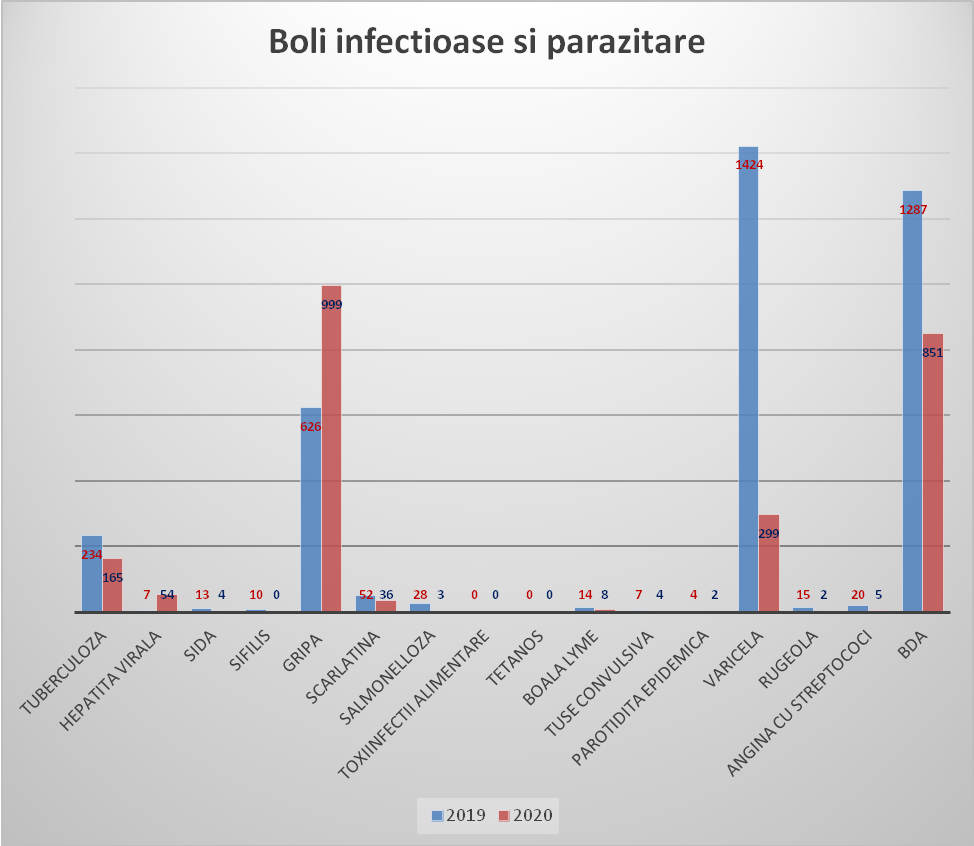 Boli infectioase si parazitare
1424
1287
999
851
626
299
234
165
7 54 13 4 10 0 52 36 28 3 0 0 0 0 14 8 7 4 4 2 15 2 20 5
TUBERCULOZA
HEPATITA VIRALA
SIDA
SIFILIS
GRIPA
SCARLATINA
SALMONELLOZA
TOXIINFECTII ALIMENTARE
TETANOS
BOALA LYME
TUSE CONVULSIVA
PAROTIDITA EPIDEMICA
VARICELA
RUGEOLA
ANGINA CU STREPTOCOCI
BDA
2019 2020